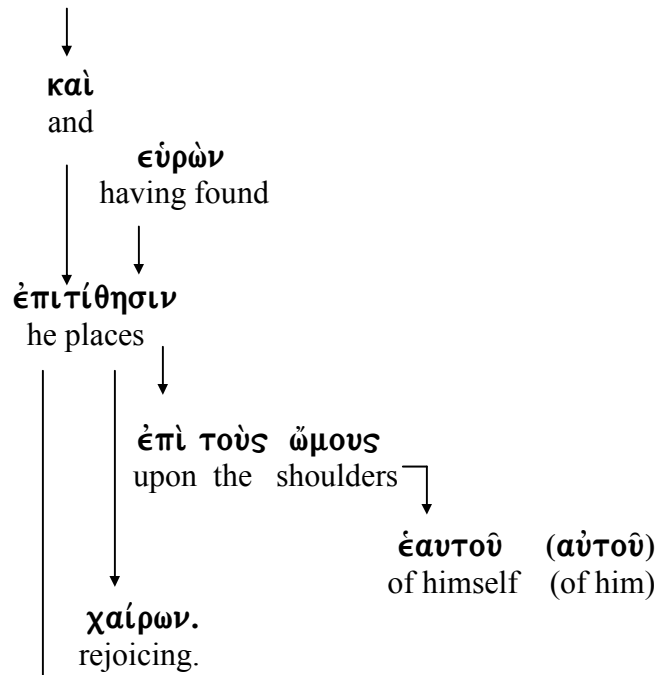 καὶ
and
εὑρὼν
having found
ἐπιτίθησιν
he places
ἐπὶ τοὺς ὤμους
upon the shoulders
ἑαυτοῦ (αὐτοῦ)
of himself (of him)
χαίρων.
rejoicing.